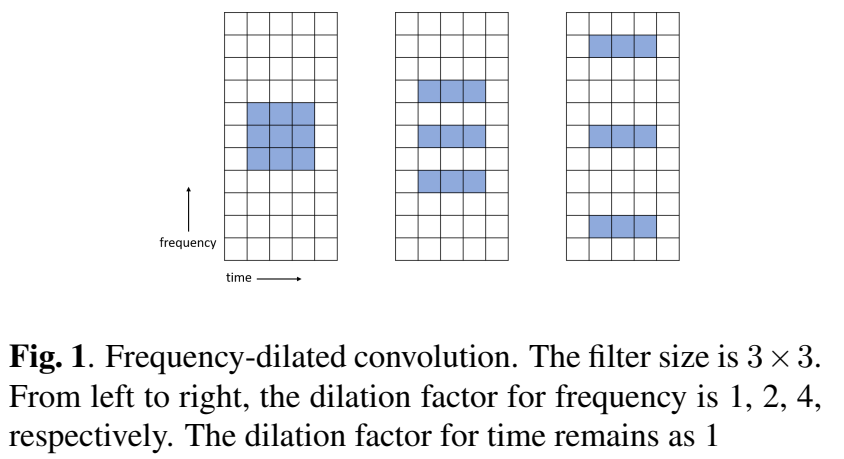 frequency
time
Fig. 1. Frequency-dilated convolution. The filter size is 3 × 3.
From left to right, the dilation factor for frequency is 1, 2, 4,
respectively. The dilation factor for time remains as 1